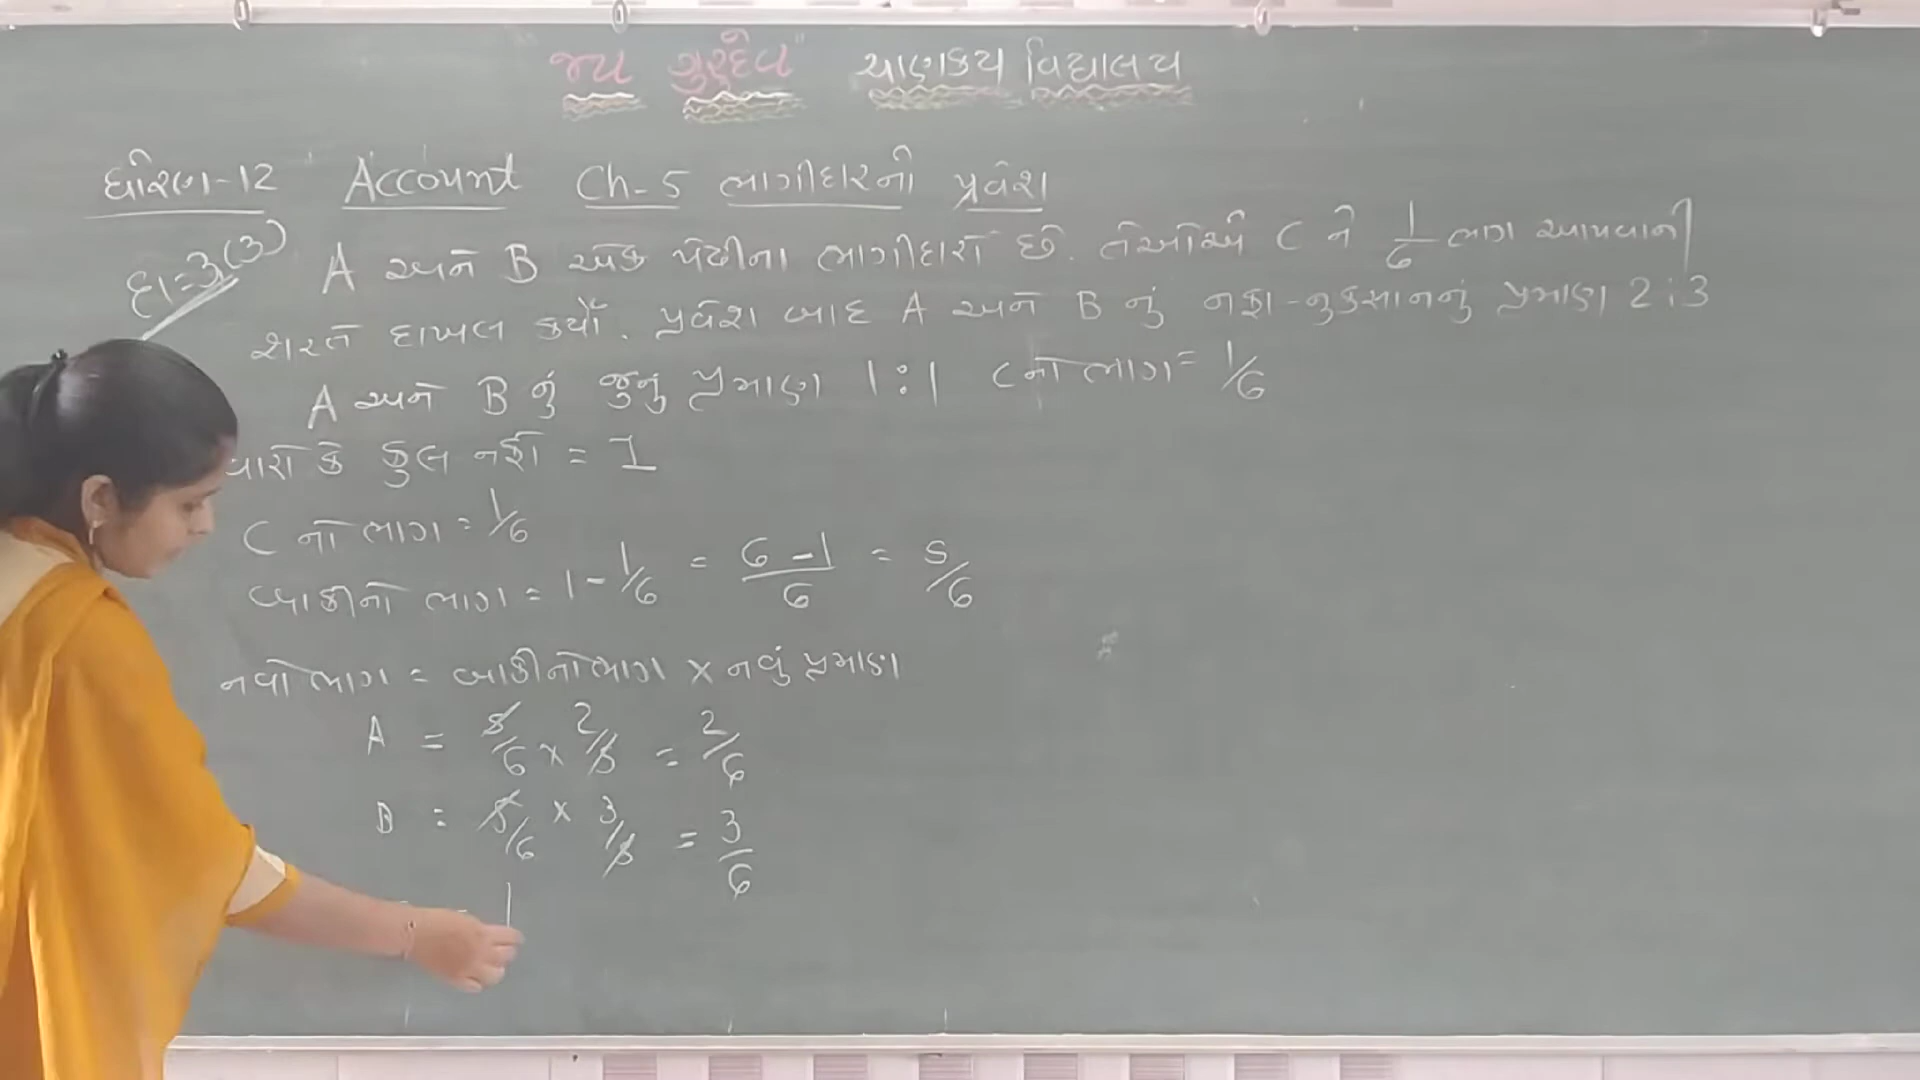 "જય ગુરુદેવ" ચાણક્ય વિદ્યાલય
ધોરણ-12 Account Ch-5 ભાગીદારનો પ્રવેશ
દા=3(3) A અને B એક પેઢીના ભાગીદારો છે. તેઓએ C ને 1/6 ભાગ આપવાની
શરતે દાખલ કર્યો. પ્રવેશ બાદ A અને B નું નફા-નુકસાનનું પ્રમાણ 2:3
A અને B નું જુનું પ્રમાણ 1:1 C નો ભાગ = 1/6
ધારો કે કુલ નફો = 1
C નો ભાગ = 1/6
બાકીનો ભાગ = 1 - 1/6 = 6-1/6 = 5/6
નવો ભાગ = બાકીનો ભાગ x નવું પ્રમાણ
A = 5/6 x 2/5 = 2/6
B = 5/6 x 3/5 = 3/6